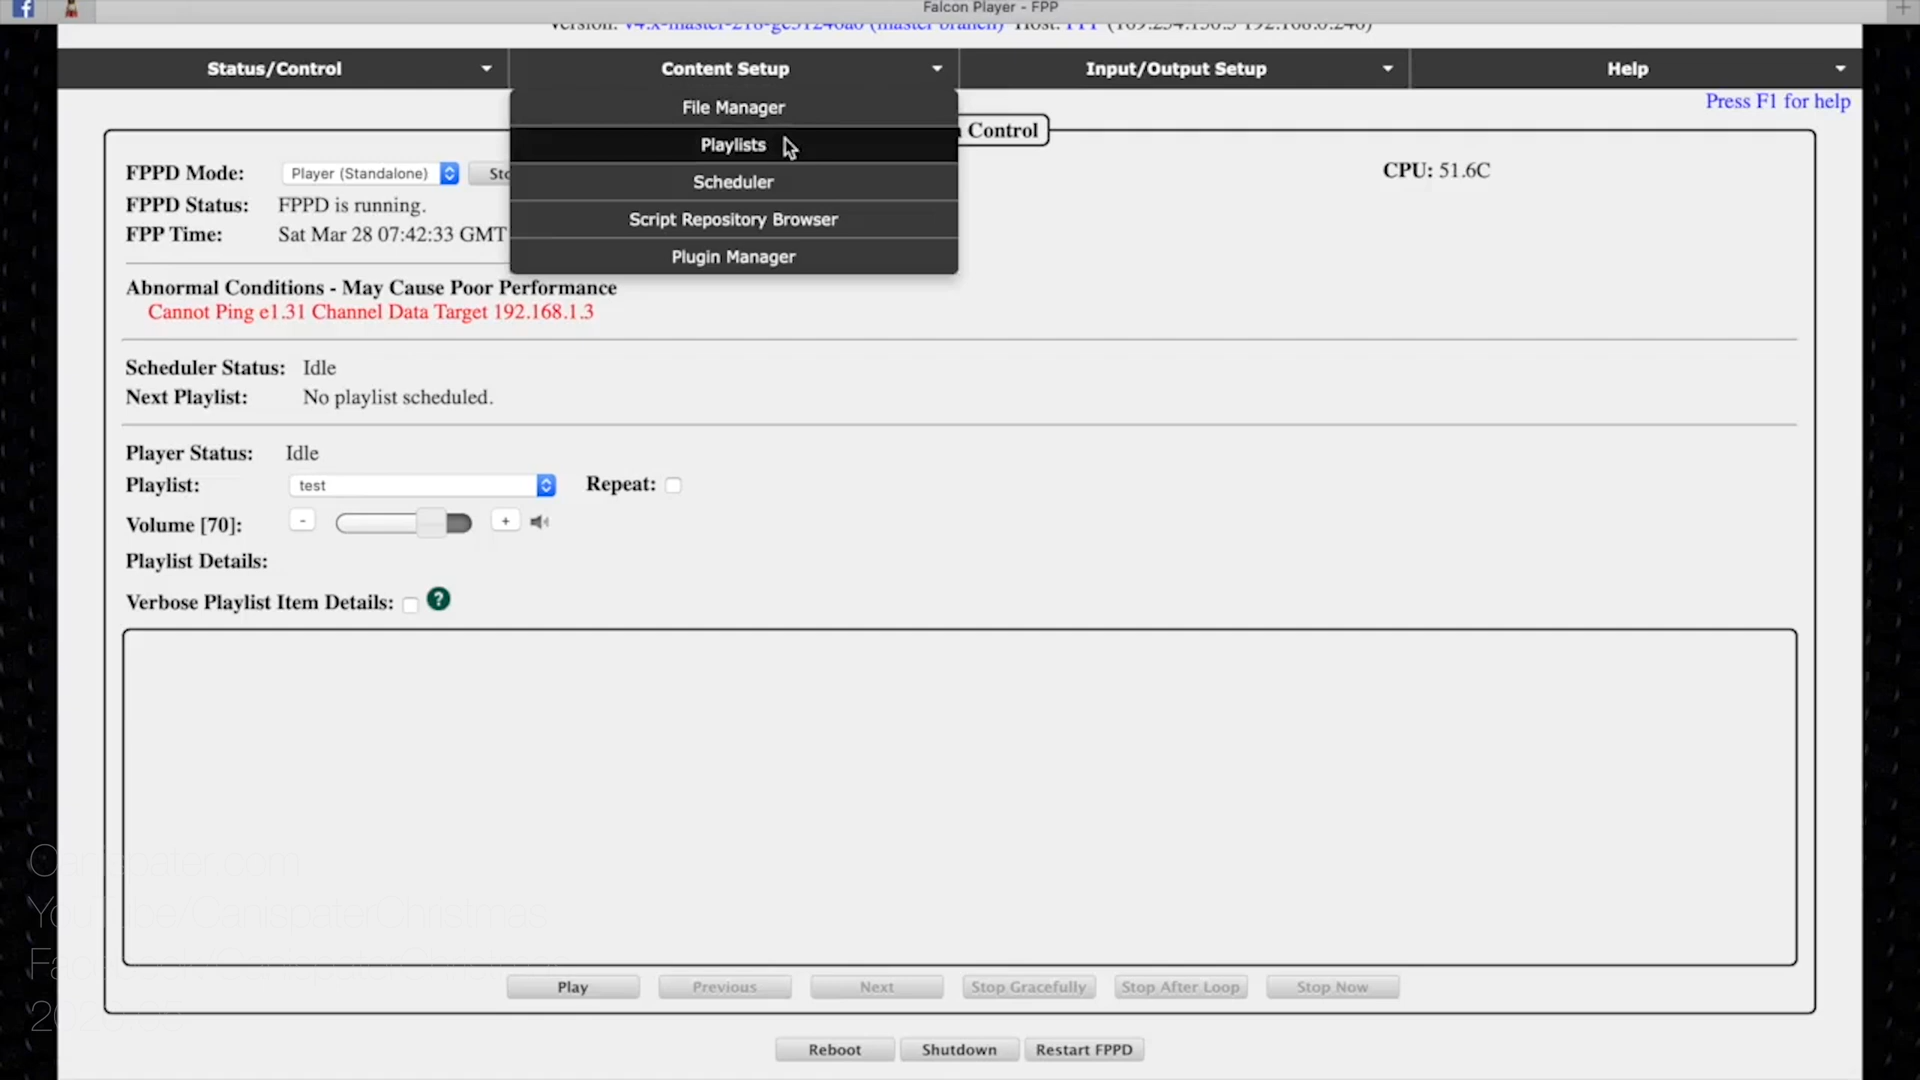 Falcon Player - FPP
Status/Control
Content Setup
Input/Output Setup
Help
File Manager
Playlists
Scheduler
Script Repository Browser
Plugin Manager
Press F1 for help
Control
FPPD Mode: Player (Standalone)
CPU: 51.6C
FPPD Status: FPPD is running.
FPP Time: Sat Mar 28 07:42:33 GMT
Abnormal Conditions - May Cause Poor Performance
Cannot Ping e1.31 Channel Data Target 192.168.1.3
Scheduler Status: Idle
Next Playlist: No playlist scheduled.
Player Status: Idle
Playlist: test Repeat:
Volume [70]: - +
Playlist Details:
Verbose Playlist Item Details: ?
Canispater.com
YouTube/CanispaterChristmas
Play Previous Next Stop Gracefully Stop After Loop Stop Now
Reboot Shutdown Restart FPPD